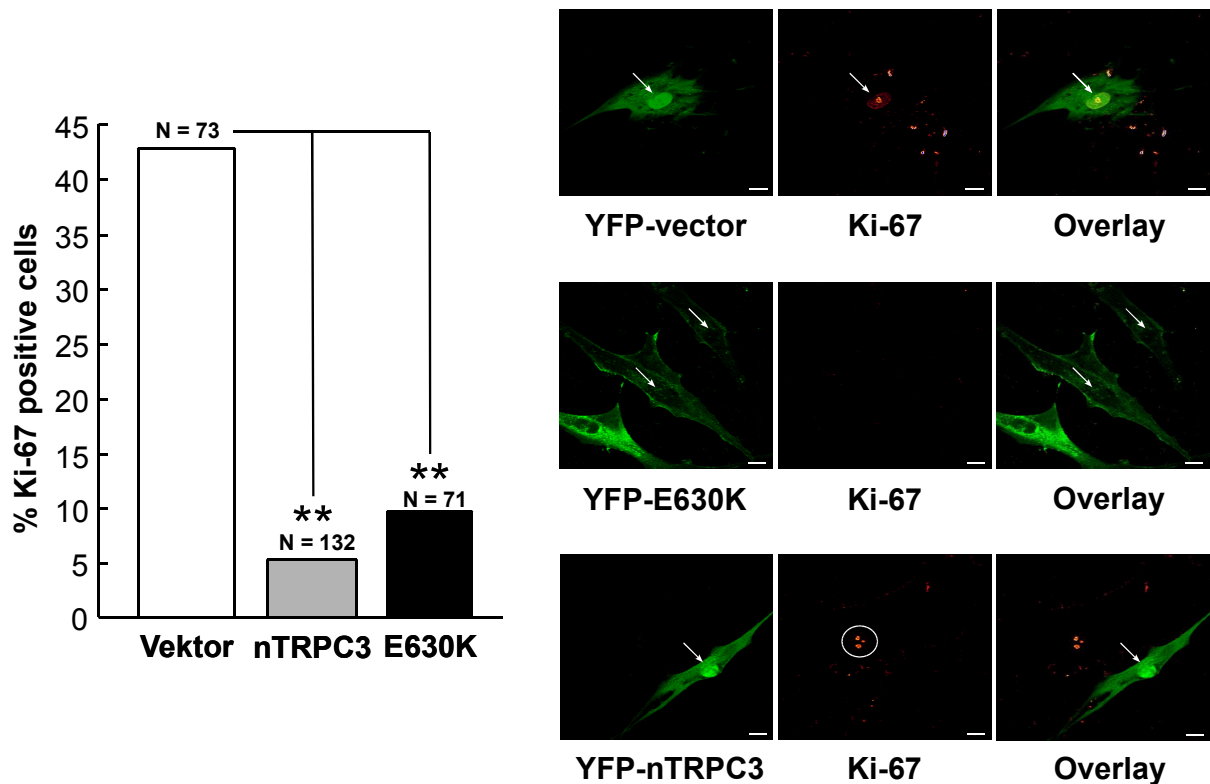 % Ki-67 positive cells
45
40
35
30
25
20
15
10
5
0
N = 73
**
N = 132
**
N = 71
Vektor nTRPC3 E630K
YFP-vector Ki-67 Overlay
YFP-E630K Ki-67 Overlay
YFP-nTRPC3 Ki-67 Overlay